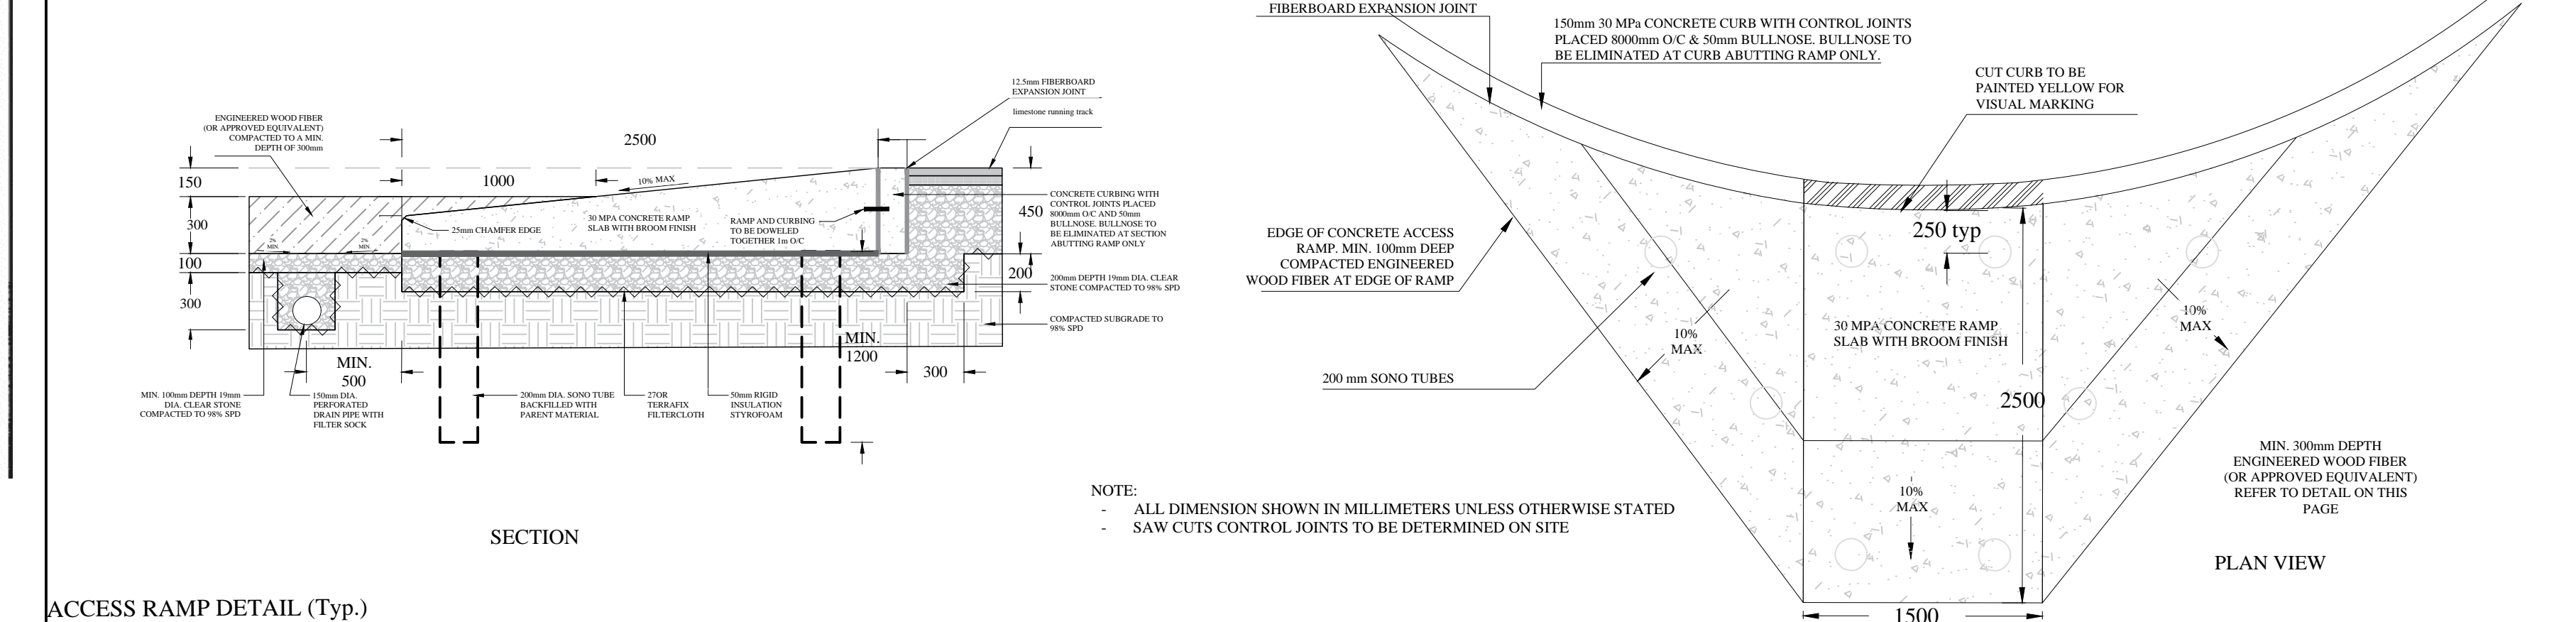 ENGINEERED WOOD FIBER
(OR APPROVED EQUIVALENT)
COMPACTED TO A MIN.
DEPTH OF 300mm
12.5mm FIBERBOARD
EXPANSION JOINT
limestone running track
2500
1000
10% MAX
150
300
100
300
450
200
2%
MIN.
2%
MIN.
25mm CHAMFER EDGE
30 MPA CONCRETE RAMP
SLAB WITH BROOM FINISH
RAMP AND CURBING
TO BE DOWELED
TOGETHER 1m O/C
CONCRETE CURBING WITH
CONTROL JOINTS PLACED
8000mm O/C AND 50mm
BULLNOSE. BULLNOSE TO
BE ELIMINATED AT SECTION
ABUTTING RAMP ONLY
200mm DEPTH 19mm DIA. CLEAR
STONE COMPACTED TO 98% SPD
COMPACTED SUBGRADE TO
98% SPD
MIN.
500
MIN.
1200
300
MIN. 100mm DEPTH 19mm
DIA. CLEAR STONE
COMPACTED TO 98% SPD
150mm DIA.
PERFORATED
DRAIN PIPE WITH
FILTER SOCK
200mm DIA. SONO TUBE
BACKFILLED WITH
PARENT MATERIAL
27OR
TERRAFIX
FILTERCLOTH
50mm RIGID
INSULATION
STYROFOAM
SECTION
ACCESS RAMP DETAIL (Typ.)
NOTE:
- ALL DIMENSION SHOWN IN MILLIMETERS UNLESS OTHERWISE STATED
- SAW CUTS CONTROL JOINTS TO BE DETERMINED ON SITE
FIBERBOARD EXPANSION JOINT
150mm 30 MPa CONCRETE CURB WITH CONTROL JOINTS
PLACED 8000mm O/C & 50mm BULLNOSE. BULLNOSE TO
BE ELIMINATED AT CURB ABUTTING RAMP ONLY.
CUT CURB TO BE
PAINTED YELLOW FOR
VISUAL MARKING
EDGE OF CONCRETE ACCESS
RAMP. MIN. 100mm DEEP
COMPACTED ENGINEERED
WOOD FIBER AT EDGE OF RAMP
200 mm SONO TUBES
250 typ
30 MPA CONCRETE RAMP
SLAB WITH BROOM FINISH
10%
MAX
10%
MAX
10%
MAX
2500
1500
MIN. 300mm DEPTH
ENGINEERED WOOD FIBER
(OR APPROVED EQUIVALENT)
REFER TO DETAIL ON THIS
PAGE
PLAN VIEW